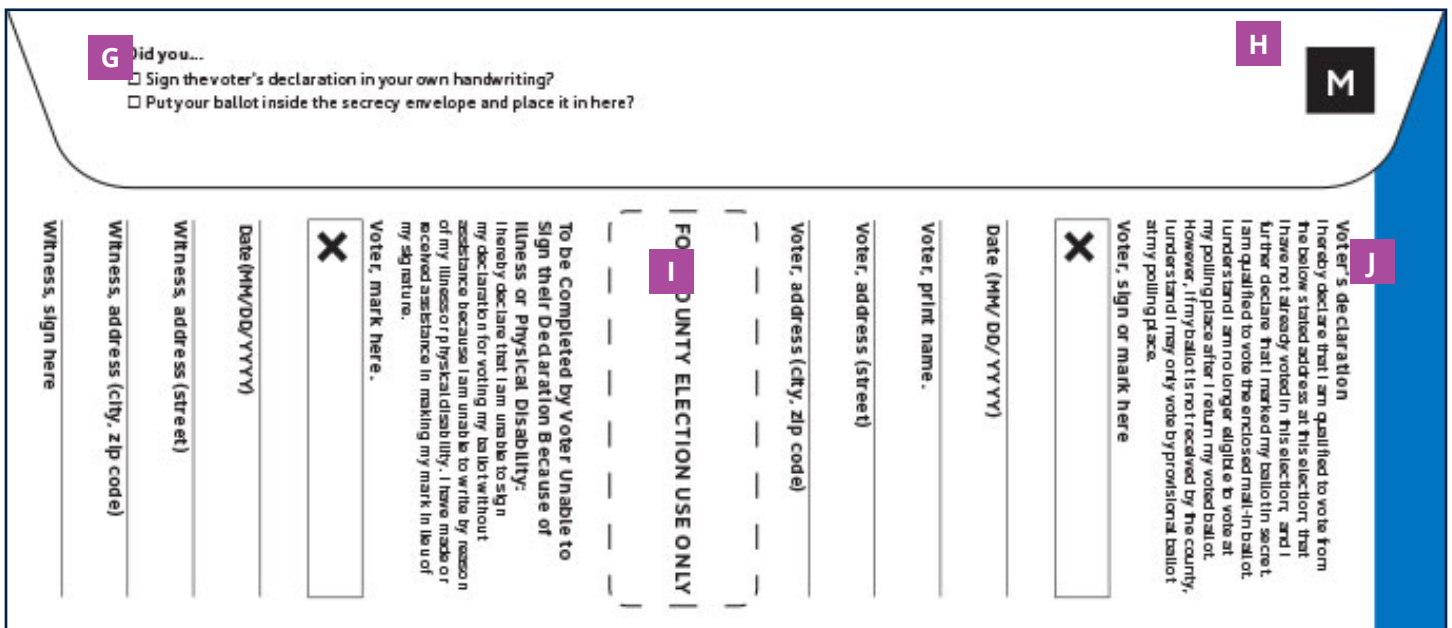 G
Did you...
Sign the voter's declaration in your own handwriting?
Put your ballot inside the secrecy envelope and place it in here?
H
M
J
Voter's declaration
I hereby declare that I am qualified to vote from
the below stated address at this election; that
I have not already voted in this election; and I
further declare that I marked my ballot in secret.
I am qualified to vote the enclosed mail-in ballot.
I understand I am no longer eligible to vote at
my polling place after I return my voted ballot.
However, if my ballot is not received by the county,
I understand I may only vote by provisional ballot
at my polling place.
Voter, sign or mark here
X
Date (MM/DD/YYYY)
Voter, print name.
Voter, address (street)
Voter, address (city, zip code)
I
FOR COUNTY ELECTION USE ONLY
To be Completed by Voter Unable to
Sign their Declaration Because of
Illness or Physical Disability:
I hereby declare that I am unable to sign
my declaration for voting my ballot without
assistance because I am unable to write by reason
of my illness or physical disability. I have made or
received assistance in making my mark in lieu of
my signature.
Voter, mark here.
X
Date (MM/DD/YYYY)
Witness, address (street)
Witness, address (city, zip code)
Witness, sign here